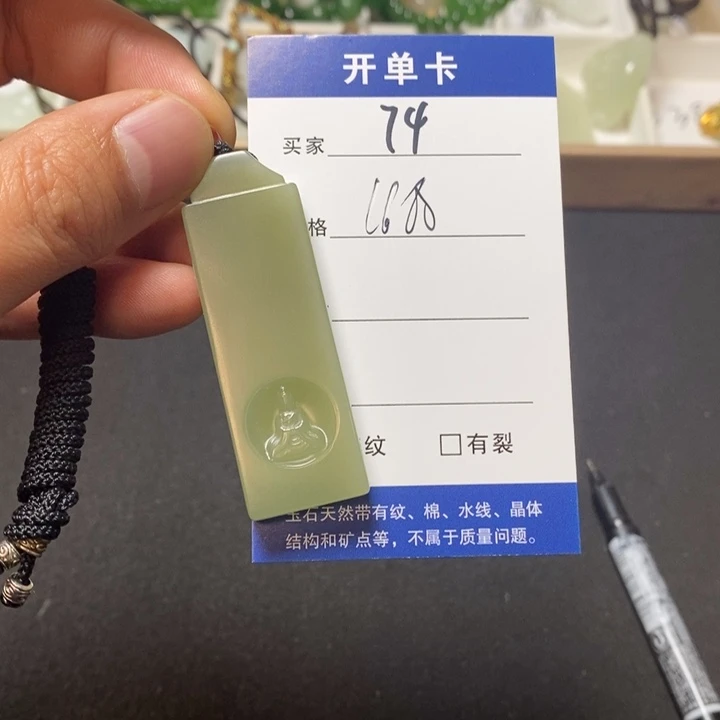 开单卡
买家 74
格
纹 □有裂
玉石天然带有纹、棉、水线、晶体
结构和矿点等，不属于质量问题。